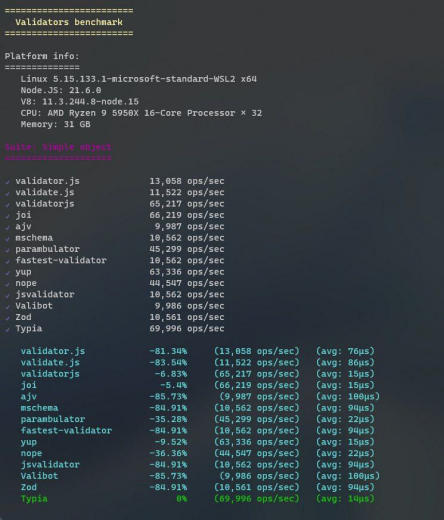 =========================
Validators benchmark
=========================
Platform info:
==============
Linux 5.15.133.1-microsoft-standard-WSL2 x64
Node.JS: 21.6.0
V8: 11.3.244.8-node.15
CPU: AMD Ryzen 9 5950X 16-Core Processor × 32
Memory: 31 GB
Suite: Simple object
====================
✓ validator.js 13,058 ops/sec
✓ validate.js 11,522 ops/sec
✓ validatorjs 65,217 ops/sec
✓ joi 66,219 ops/sec
✓ ajv 9,987 ops/sec
✓ mschema 10,562 ops/sec
✓ parambulator 45,299 ops/sec
✓ fastest-validator 10,562 ops/sec
✓ yup 63,336 ops/sec
✓ nope 44,547 ops/sec
✓ jsvalidator 10,562 ops/sec
✓ Valibot 9,986 ops/sec
✓ Zod 10,561 ops/sec
✓ Typia 69,996 ops/sec
validator.js -81.34% (13,058 ops/sec) (avg: 76μs)
validate.js -83.54% (11,522 ops/sec) (avg: 86μs)
validatorjs -6.83% (65,217 ops/sec) (avg: 15μs)
joi -5.4% (66,219 ops/sec) (avg: 15μs)
ajv -85.73% (9,987 ops/sec) (avg: 100μs)
mschema -84.91% (10,562 ops/sec) (avg: 94μs)
parambulator -35.28% (45,299 ops/sec) (avg: 22μs)
fastest-validator -84.91% (10,562 ops/sec) (avg: 94μs)
yup -9.52% (63,336 ops/sec) (avg: 15μs)
nope -36.36% (44,547 ops/sec) (avg: 22μs)
jsvalidator -84.91% (10,562 ops/sec) (avg: 94μs)
Valibot -85.73% (9,986 ops/sec) (avg: 100μs)
Zod -84.91% (10,561 ops/sec) (avg: 94μs)
Typia 0% (69,996 ops/sec) (avg: 14μs)